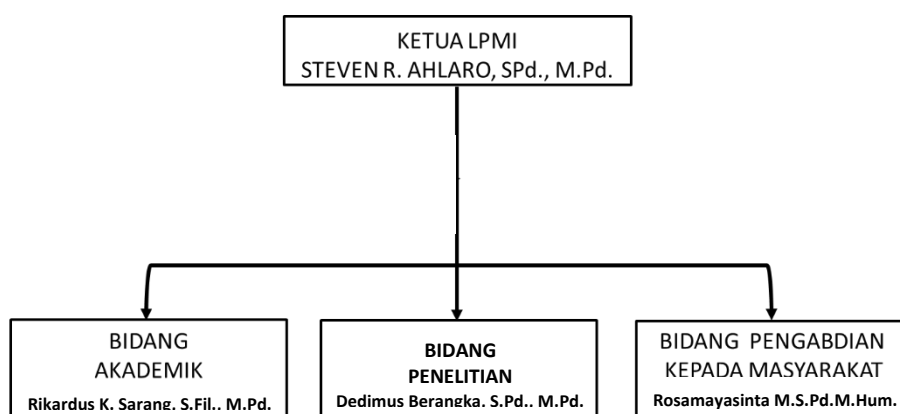 KETUA LPMI
STEVEN R. AHLARO, SPd., M.Pd.
BIDANG
AKADEMIK
Rikardus K. Sarang, S.Fil., M.Pd.
BIDANG
PENELITIAN
Dedimus Berangka, S.Pd., M.Pd.
BIDANG PENGABDIAN
KEPADA MASYARAKAT
Rosamayasinta M.S.Pd.M.Hum.